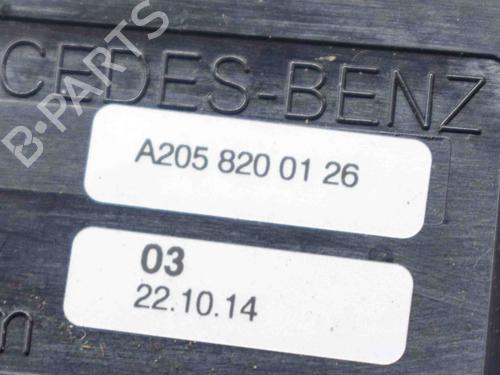 B-PARTS
CEDES-BENZ
A205 820 01 26
03
22.10.14
m